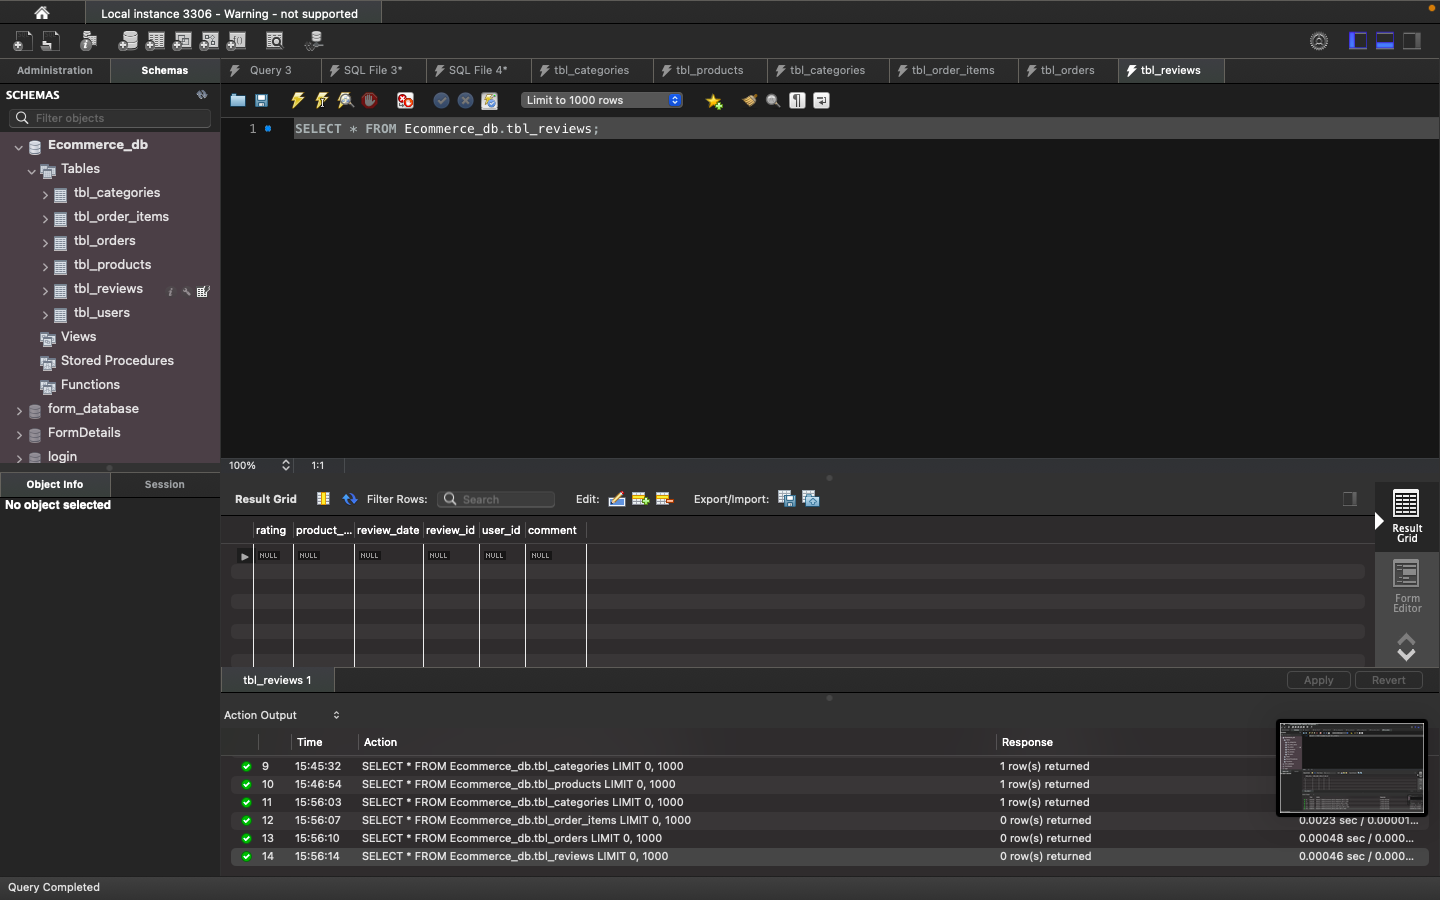 Local instance 3306 - Warning - not supported
Administration
Schemas
Query 3
SQL File 3*
SQL File 4*
tbl_categories
tbl_products
tbl_categories
tbl_order_items
tbl_orders
tbl_reviews
SCHEMAS
Filter objects
Limit to 1000 rows
1
SELECT * FROM Ecommerce_db.tbl_reviews;
Ecommerce_db
Tables
tbl_categories
tbl_order_items
tbl_orders
tbl_products
tbl_reviews
tbl_users
Views
Stored Procedures
Functions
form_database
FormDetails
login
100%
1:1
Object Info
Session
No object selected
Result Grid
Filter Rows:
Search
Edit:
Export/Import:
Result
Grid
Form
Editor
rating product_... review_date review_id user_id comment
NULL NULL NULL NULL NULL NULL
tbl_reviews 1
Apply
Revert
Action Output
Time Action Response
9 15:45:32 SELECT * FROM Ecommerce_db.tbl_categories LIMIT 0, 1000 1 row(s) returned
10 15:46:54 SELECT * FROM Ecommerce_db.tbl_products LIMIT 0, 1000 1 row(s) returned
11 15:56:03 SELECT * FROM Ecommerce_db.tbl_categories LIMIT 0, 1000 1 row(s) returned
12 15:56:07 SELECT * FROM Ecommerce_db.tbl_order_items LIMIT 0, 1000 0 row(s) returned 0.0023 sec / 0.00001...
13 15:56:10 SELECT * FROM Ecommerce_db.tbl_orders LIMIT 0, 1000 0 row(s) returned 0.00048 sec / 0.000...
14 15:56:14 SELECT * FROM Ecommerce_db.tbl_reviews LIMIT 0, 1000 0 row(s) returned 0.00046 sec / 0.000...
Query Completed